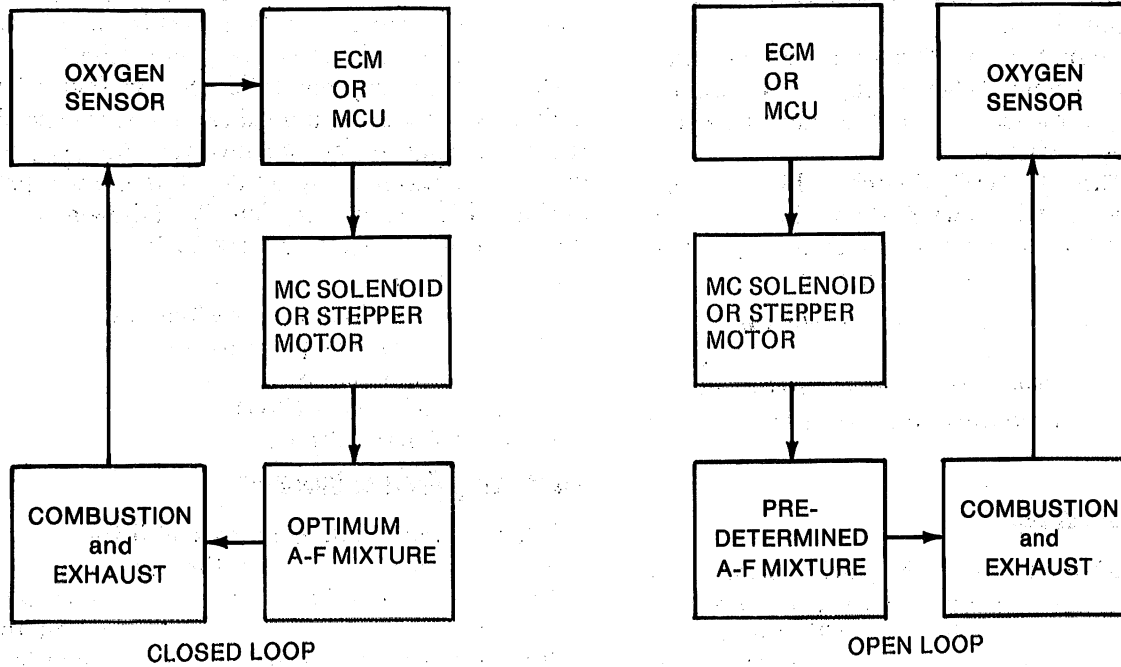 OXYGEN
SENSOR
ECM
OR
MCU
MC SOLENOID
OR STEPPER
MOTOR
OPTIMUM
A-F MIXTURE
COMBUSTION
and
EXHAUST
CLOSED LOOP
ECM
OR
MCU
MC SOLENOID
OR STEPPER
MOTOR
PRE-
DETERMINED
A-F MIXTURE
COMBUSTION
and
EXHAUST
OXYGEN
SENSOR
OPEN LOOP